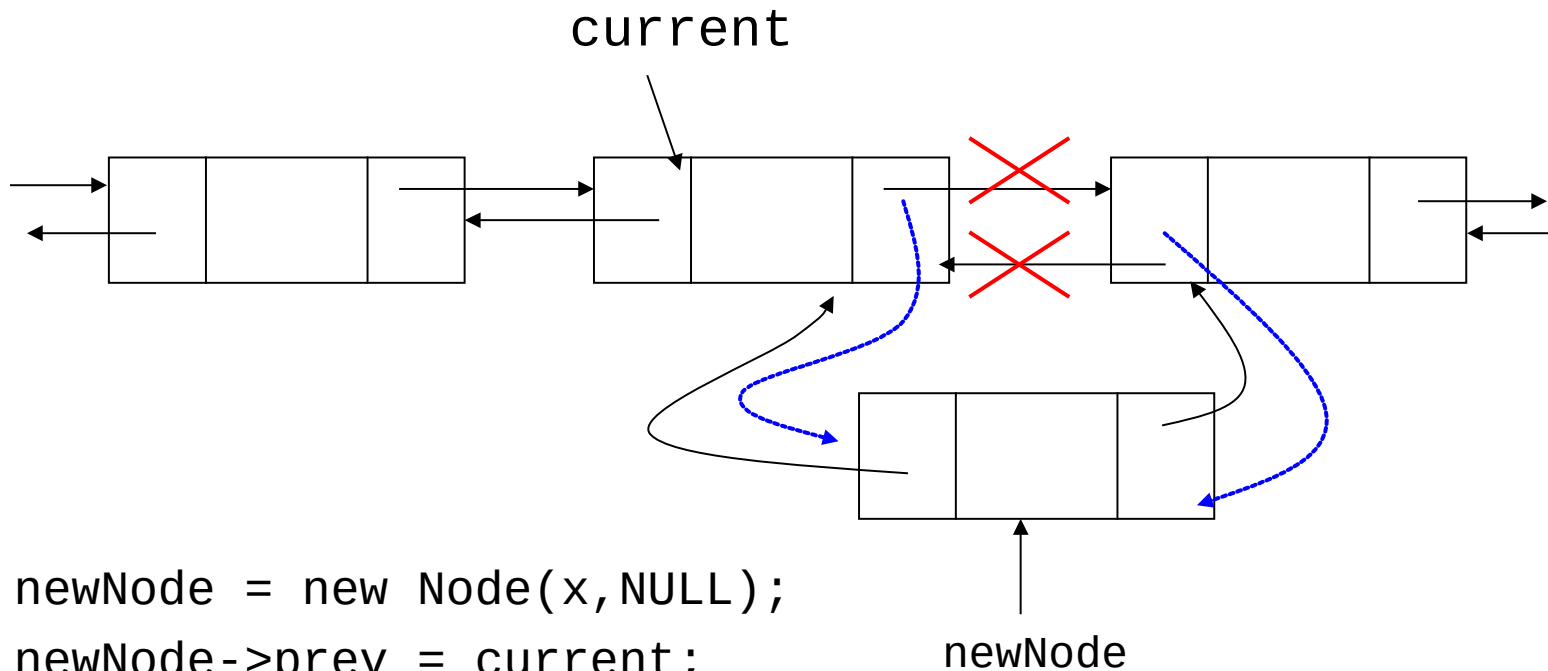 current
newNode = new Node(x,NULL);
newNode->prev = current;
newNode